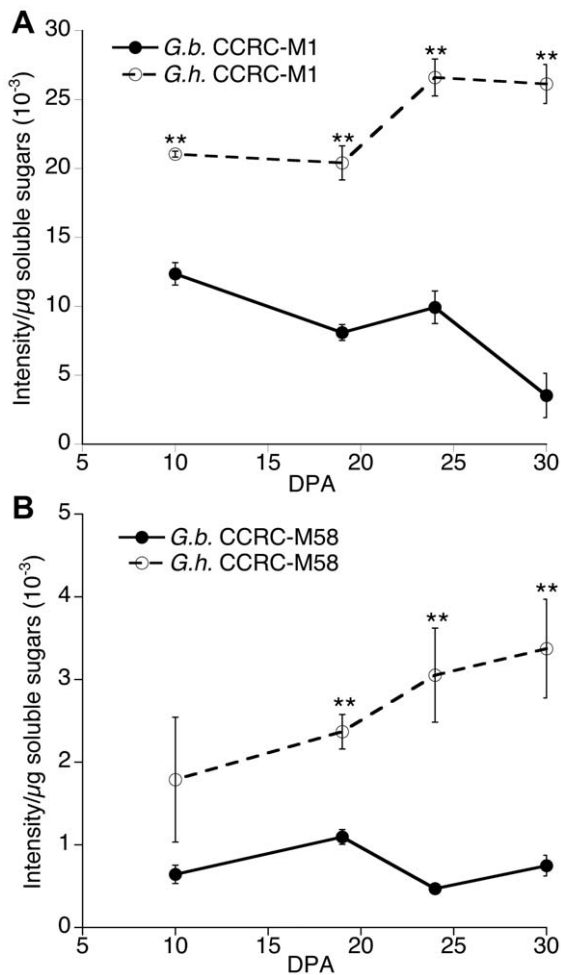 A
G.b. CCRC-M1
G.h. CCRC-M1
Intensity/µg soluble sugars (10⁻³)
30
25
20
15
10
5
0
** ** ** **
5 10 15 20 25 30
DPA
B
G.b. CCRC-M58
G.h. CCRC-M58
Intensity/µg soluble sugars (10⁻³)
5
4
3
2
1
0
** ** **
5 10 15 20 25 30
DPA